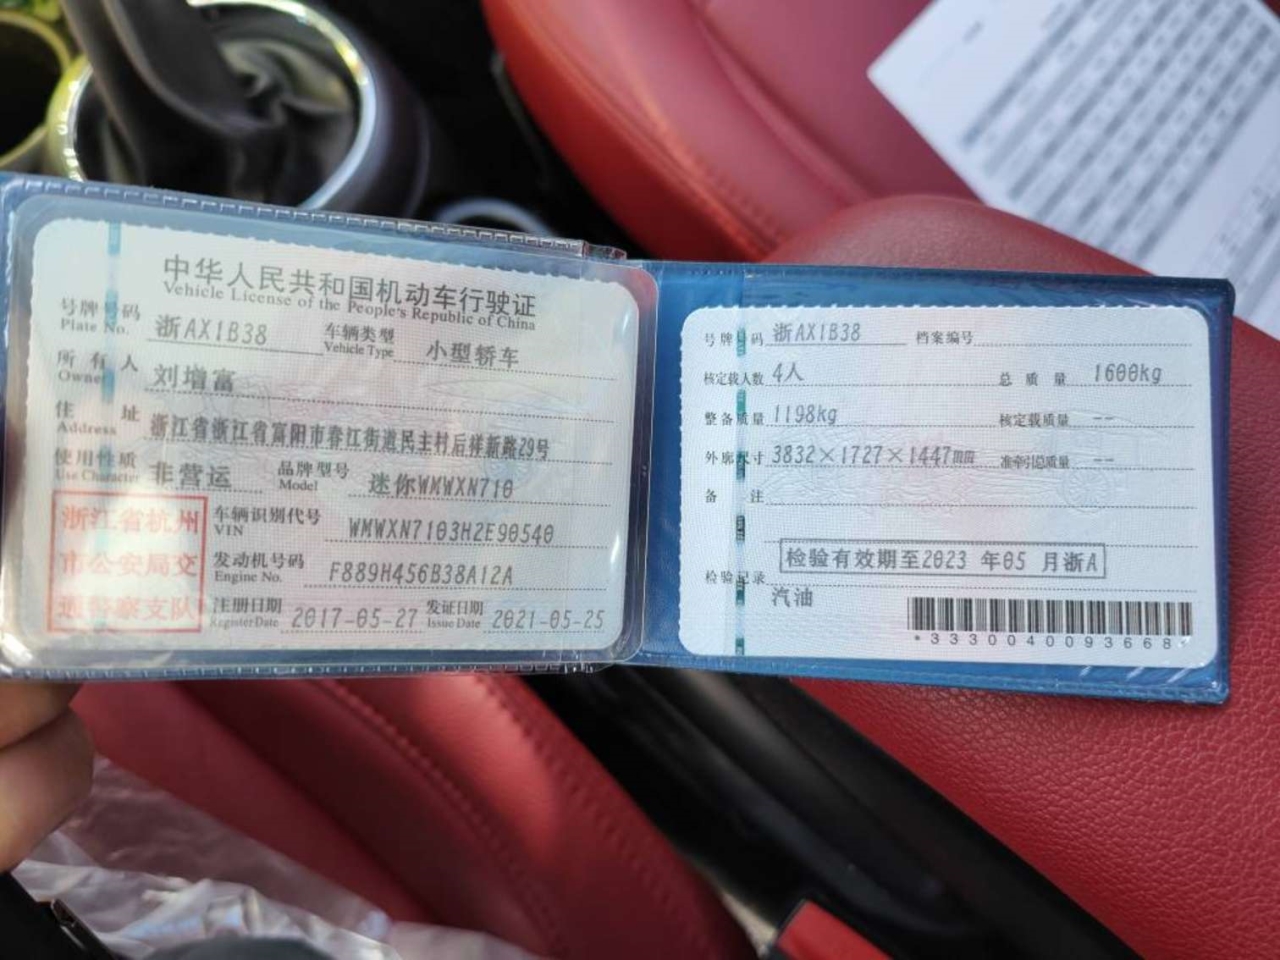 中华人民共和国机动车行驶证
Vehicle License of the People's Republic of China
号牌号码 浙AX1B38 车辆类型 小型轿车
Plate No. Vehicle Type
所有人 刘增富
Owner
住址 浙江省浙江省富阳市春江街道民主村后祥新路29号
Address
使用性质 非营运 品牌型号 迷你WMWXN710
Use Character Model
浙江省杭州
市公安局交
通警察支队
车辆识别代号 WMWXN7103H2E90540
VIN
发动机号码 F889H456B38A12A
Engine No.
注册日期 2017-05-27 发证日期 2021-05-25
Register Date Issue Date
号牌号码 浙AX1B38 档案编号
核定载人数 4人 总质量 1600kg
整备质量 1198kg 核定载质量 --
外廓尺寸 3832×1727×1447mm 准牵引总质量 --
备注
检验有效期至2023 年05 月浙A
检验记录
汽油
*3330040093668*